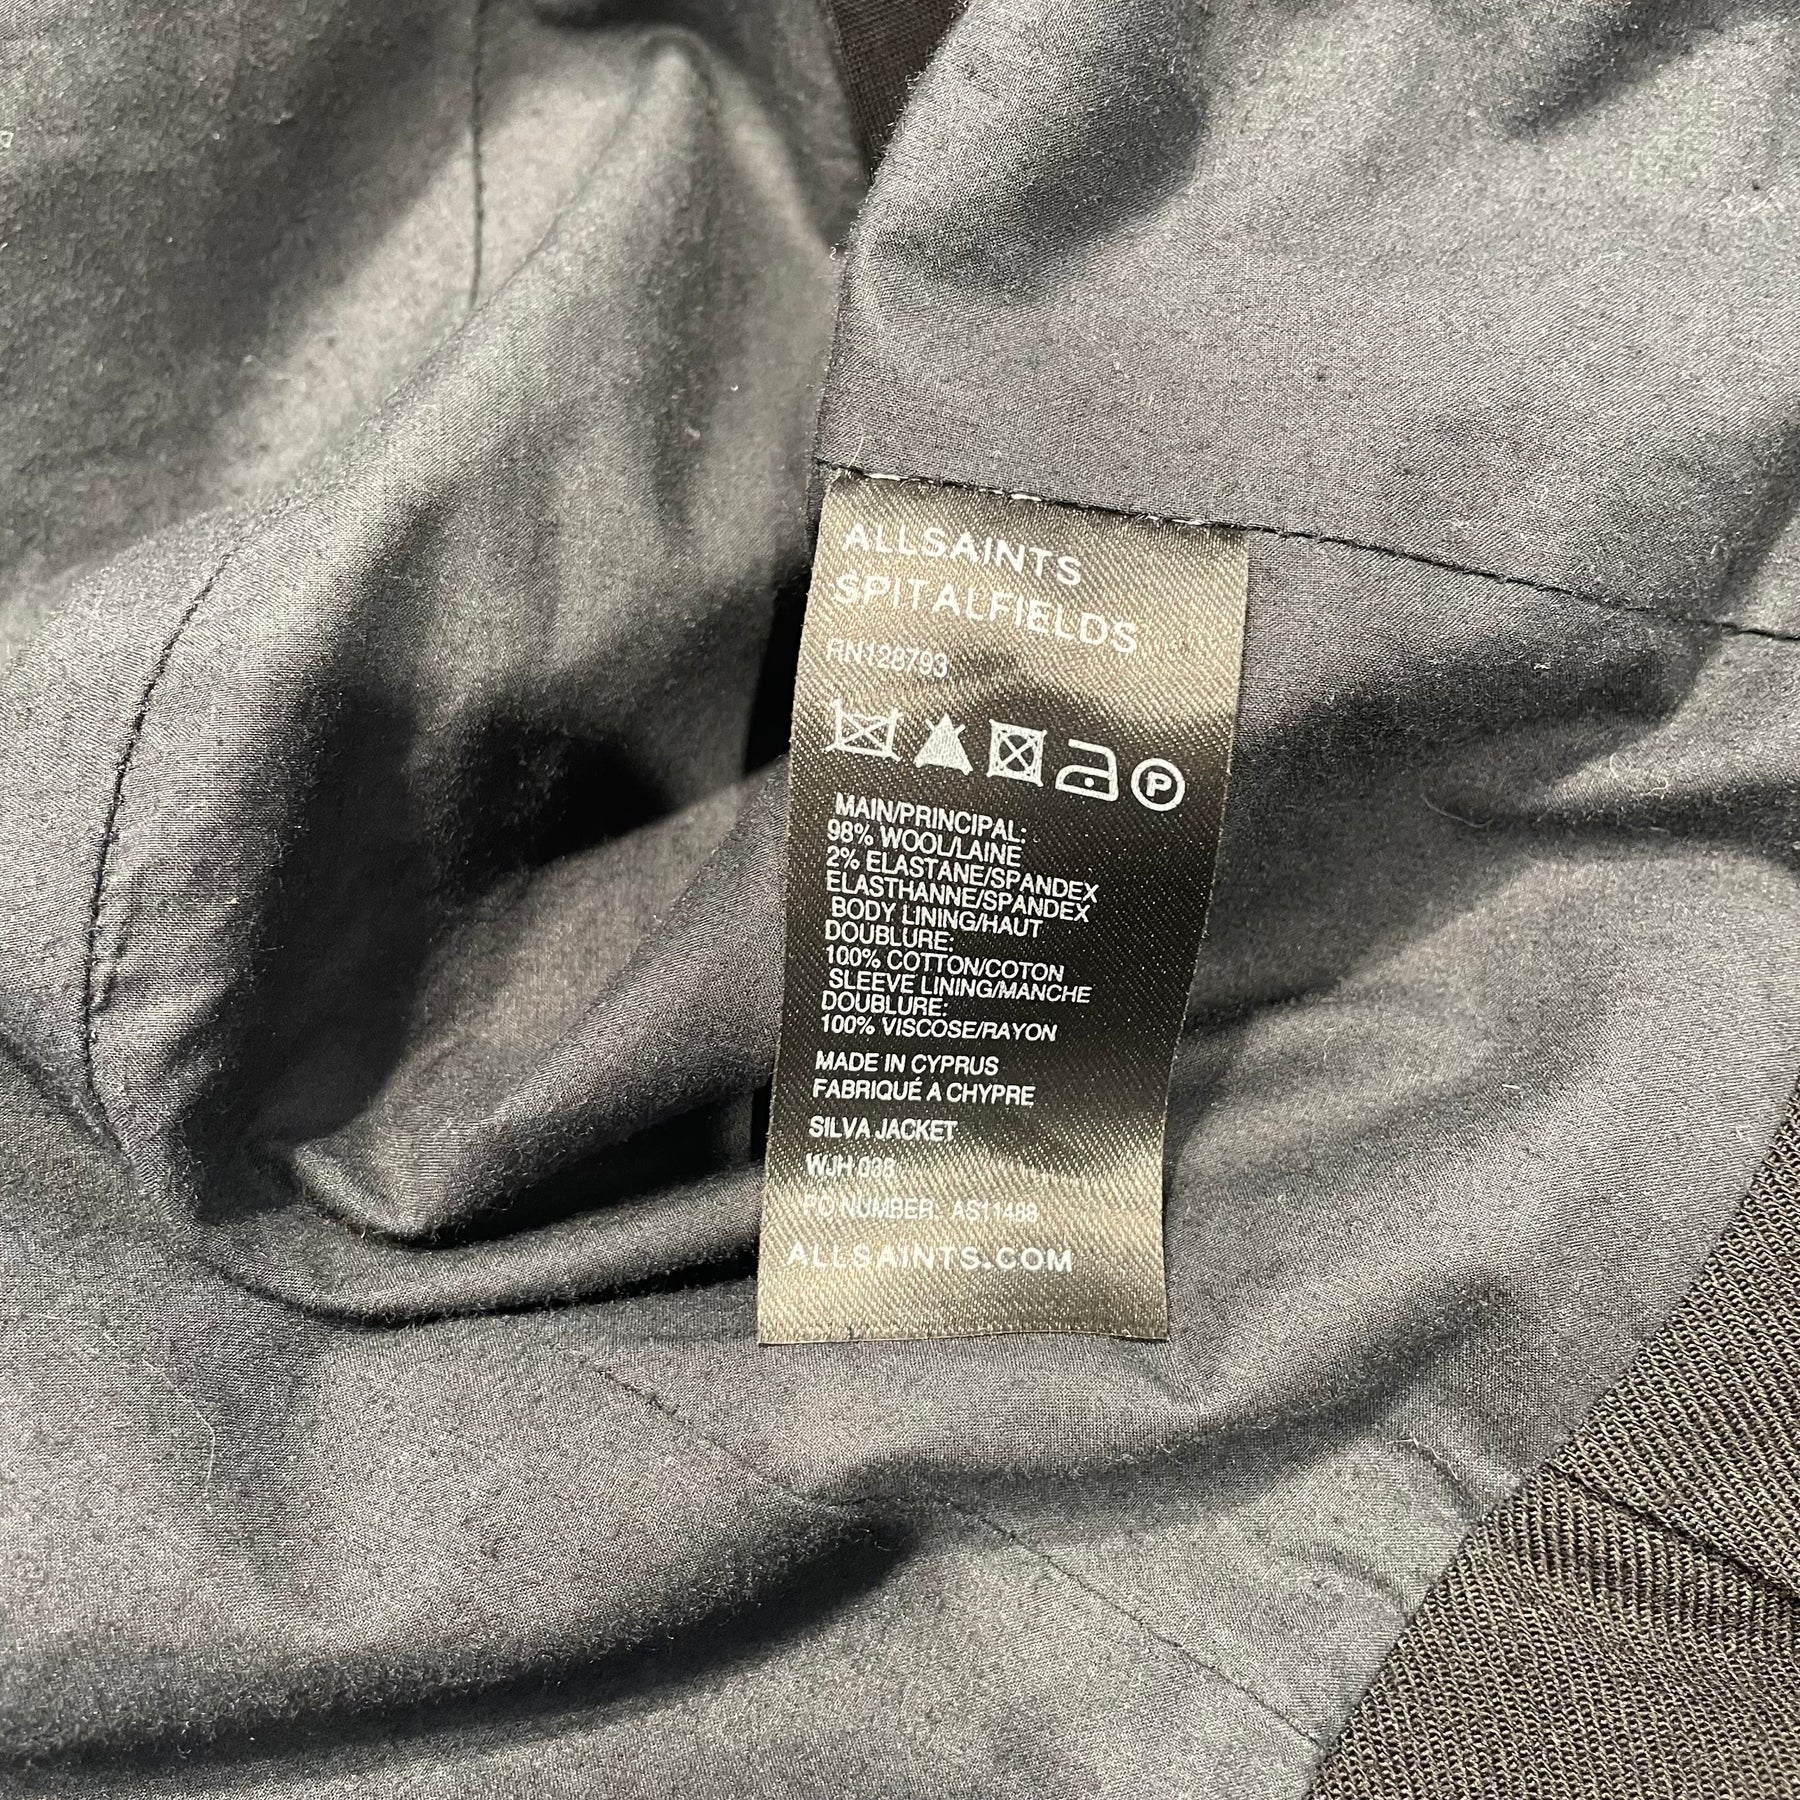 ALLSAINTS
SPITALFIELDS
RN128793
P
MAIN/PRINCIPAL:
98% WOOL/LAINE
2% ELASTANE/SPANDEX
ELASTHANNE/SPANDEX
BODY LINING/HAUT
DOUBLURE:
100% COTTON/COTON
SLEEVE LINING/MANCHE
DOUBLURE:
100% VISCOSE/RAYON
MADE IN CYPRUS
FABRIQUÉ A CHYPRE
SILVA JACKET
WJH 038
PO NUMBER: AS11488
ALLSAINTS.COM